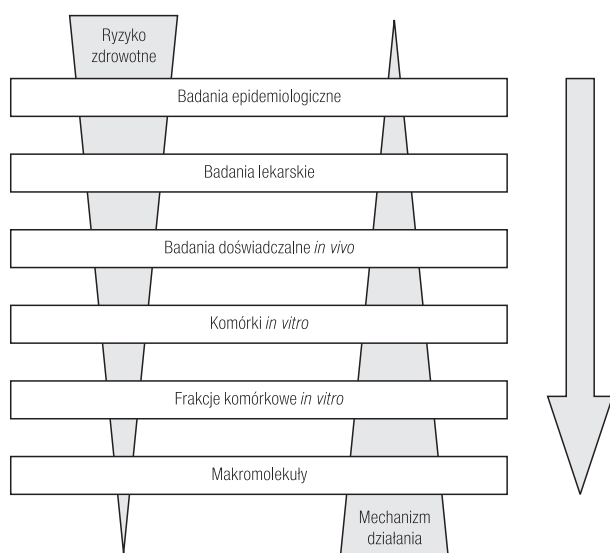 Ryzyko
zdrowotne
Badania epidemiologiczne
Badania lekarskie
Badania doświadczalne in vivo
Komórki in vitro
Frakcje komórkowe in vitro
Makromolekuły
Mechanizm
działania